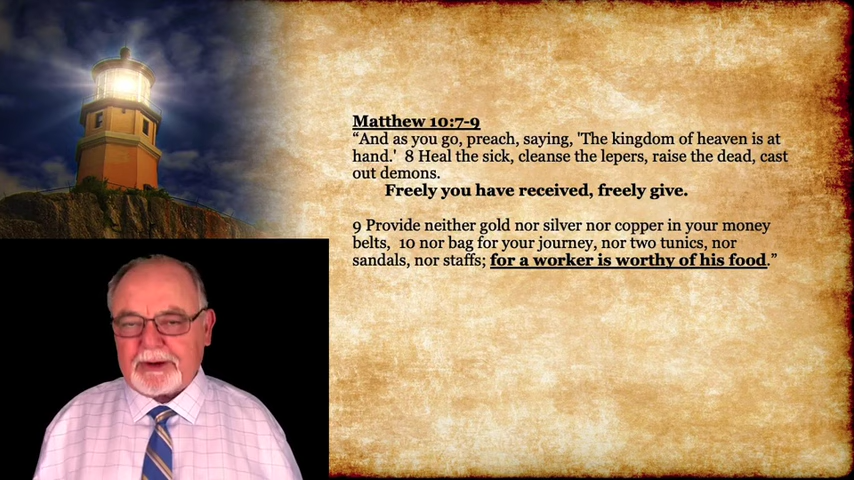 Matthew 10:7-9
“And as you go, preach, saying, 'The kingdom of heaven is at
hand.'  8 Heal the sick, cleanse the lepers, raise the dead, cast
out demons.
Freely you have received, freely give.
9 Provide neither gold nor silver nor copper in your money
belts,  10 nor bag for your journey, nor two tunics, nor
sandals, nor staffs; for a worker is worthy of his food.”